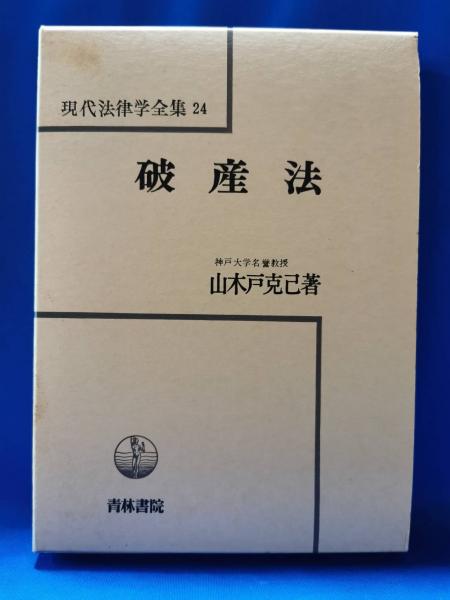 現代法律学全集 24
破産法
神戸大学名誉教授
山木戸克己著
青林書院